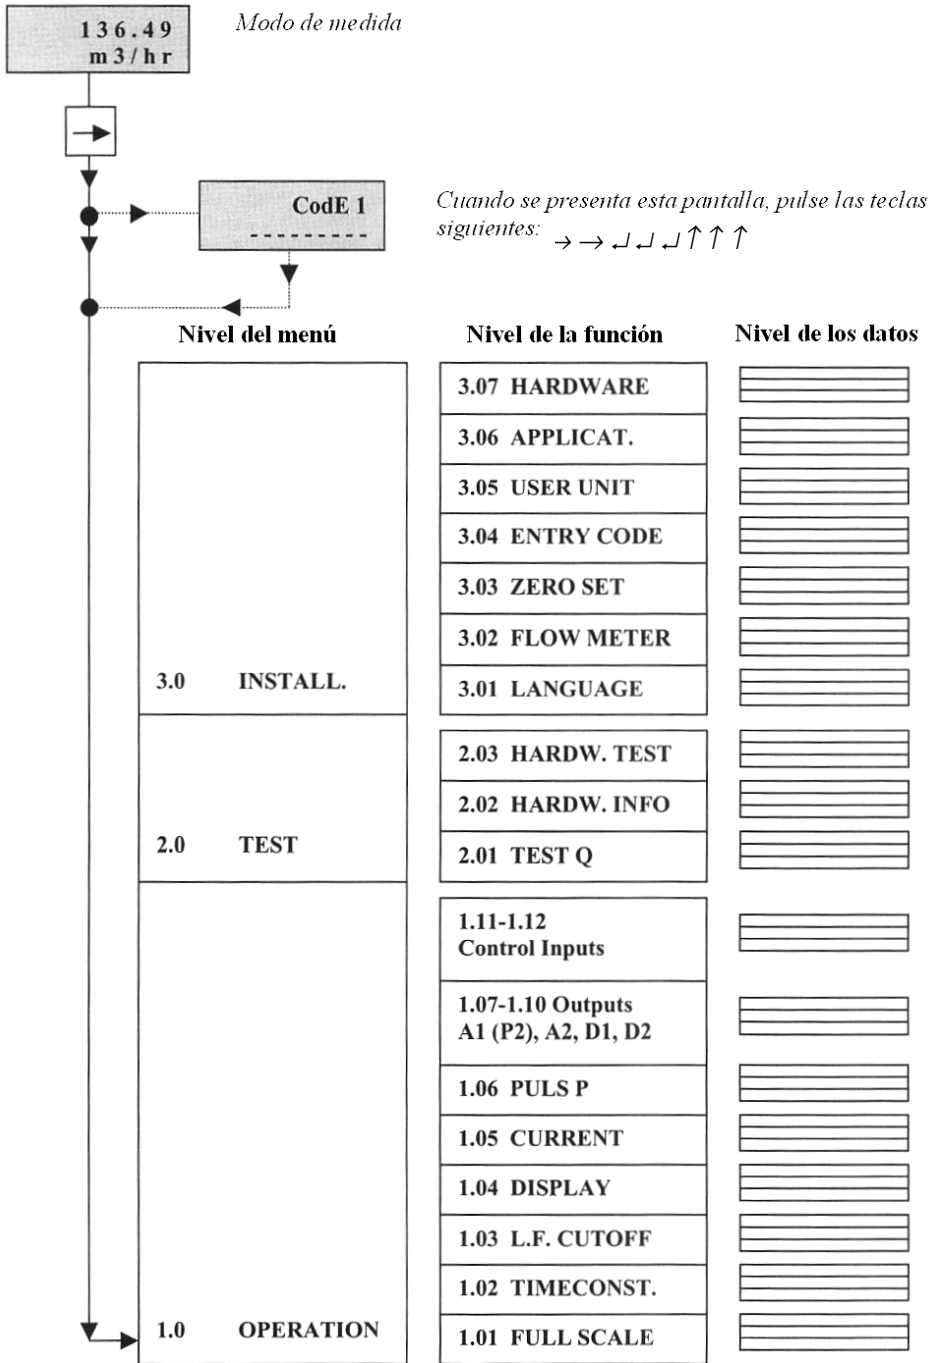 136.49
m3/hr
Modo de medida
→
CodE 1
- - - - - - - - -
Cuando se presenta esta pantalla, pulse las teclas
siguientes: → → ↵ ↵ ↵ ↑ ↑ ↑
Nivel del menú
Nivel de la función
Nivel de los datos
3.07 HARDWARE
3.06 APPLICAT.
3.05 USER UNIT
3.04 ENTRY CODE
3.03 ZERO SET
3.02 FLOW METER
3.0 INSTALL.
3.01 LANGUAGE
2.03 HARDW. TEST
2.02 HARDW. INFO
2.0 TEST
2.01 TEST Q
1.11-1.12
Control Inputs
1.07-1.10 Outputs
A1 (P2), A2, D1, D2
1.06 PULS P
1.05 CURRENT
1.04 DISPLAY
1.03 L.F. CUTOFF
1.02 TIMECONST.
1.0 OPERATION
1.01 FULL SCALE